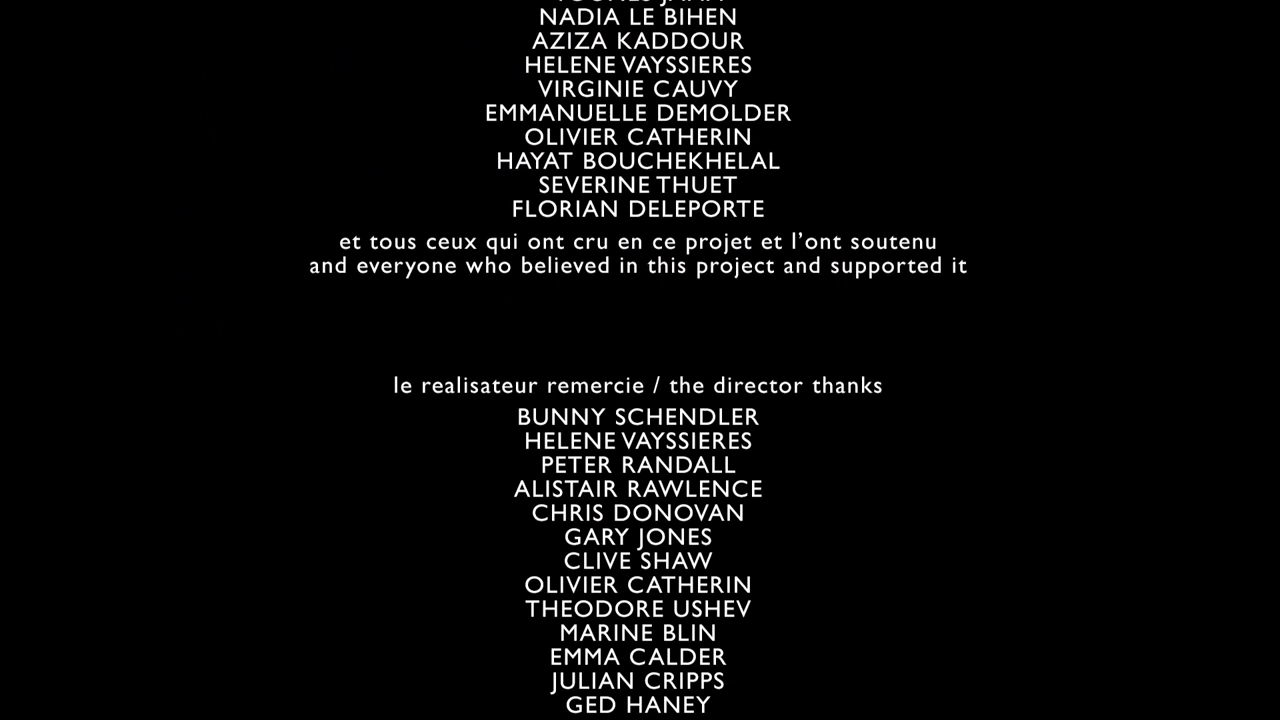 NADIA LE BIHEN
AZIZA KADDOUR
HELENE VAYSSIERES
VIRGINIE CAUVY
EMMANUELLE DEMOLDER
OLIVIER CATHERIN
HAYAT BOUCHEKHELAL
SEVERINE THUET
FLORIAN DELEPORTE
et tous ceux qui ont cru en ce projet et l'ont soutenu
and everyone who believed in this project and supported it
le realisateur remercie / the director thanks
BUNNY SCHENDLER
HELENE VAYSSIERES
PETER RANDALL
ALISTAIR RAWLENCE
CHRIS DONOVAN
GARY JONES
CLIVE SHAW
OLIVIER CATHERIN
THEODORE USHEV
MARINE BLIN
EMMA CALDER
JULIAN CRIPPS
GED HANEY